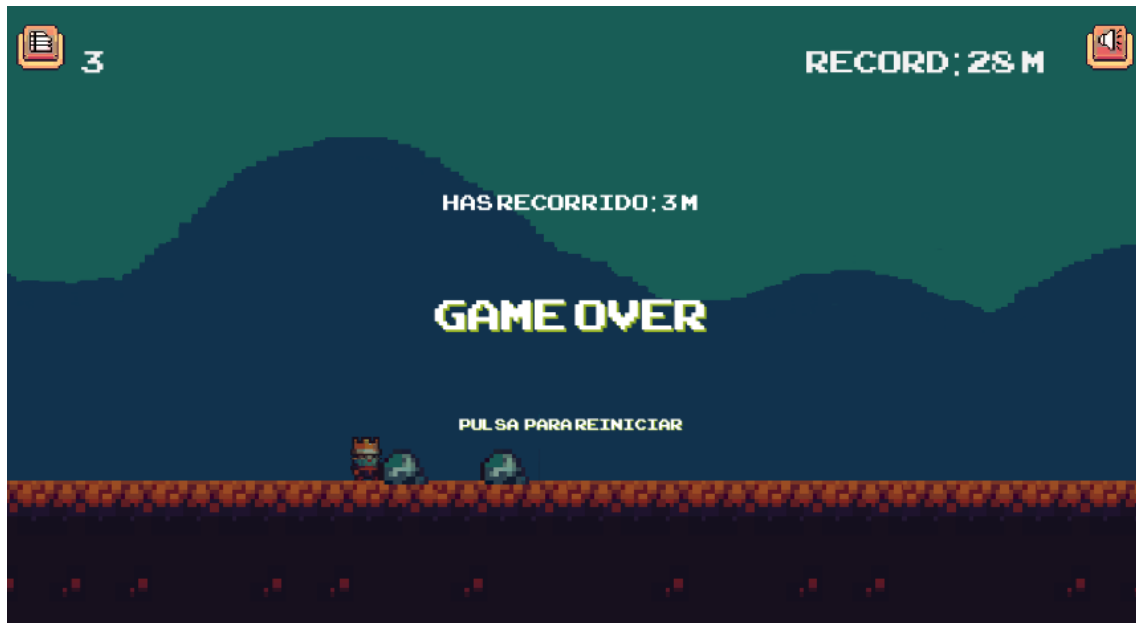 3
RECORD: 28 M
HAS RECORRIDO: 3 M
GAME OVER
PULSA PARA REINICIAR